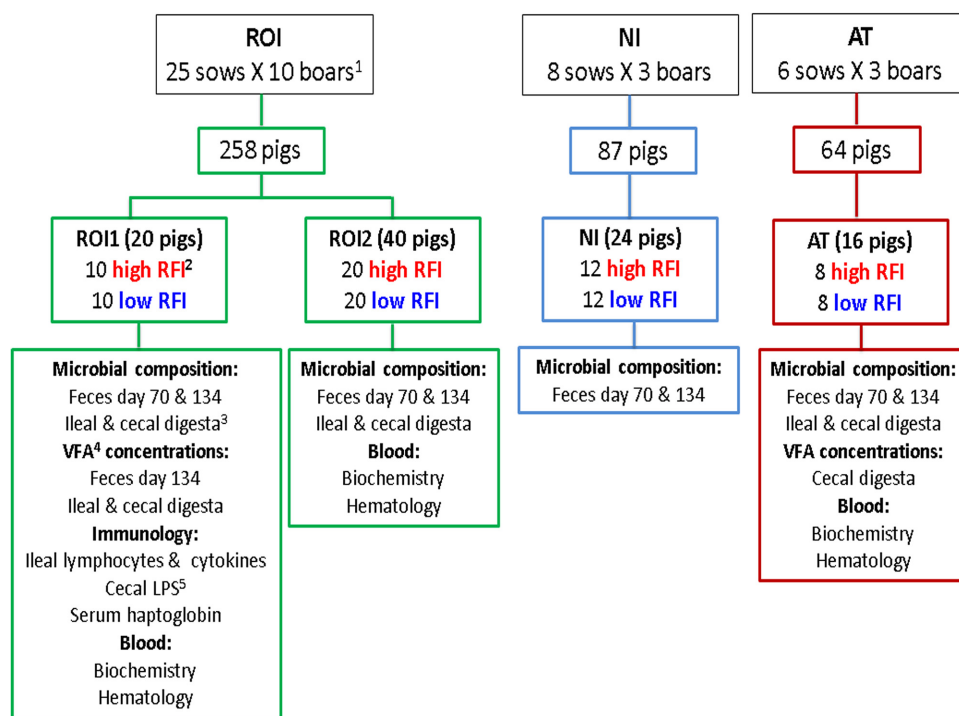 ROI
25 sows X 10 boars¹
258 pigs
ROI1 (20 pigs)
10 high RFI²
10 low RFI
Microbial composition:
Feces day 70 & 134
Ileal & cecal digesta³
VFA⁴ concentrations:
Feces day 134
Ileal & cecal digesta
Immunology:
Ileal lymphocytes & cytokines
Cecal LPS⁵
Serum haptoglobin
Blood:
Biochemistry
Hematology
ROI2 (40 pigs)
20 high RFI
20 low RFI
Microbial composition:
Feces day 70 & 134
Ileal & cecal digesta
Blood:
Biochemistry
Hematology
NI
8 sows X 3 boars
87 pigs
NI (24 pigs)
12 high RFI
12 low RFI
Microbial composition:
Feces day 70 & 134
AT
6 sows X 3 boars
64 pigs
AT (16 pigs)
8 high RFI
8 low RFI
Microbial composition:
Feces day 70 & 134
Ileal & cecal digesta
VFA concentrations:
Cecal digesta
Blood:
Biochemistry
Hematology